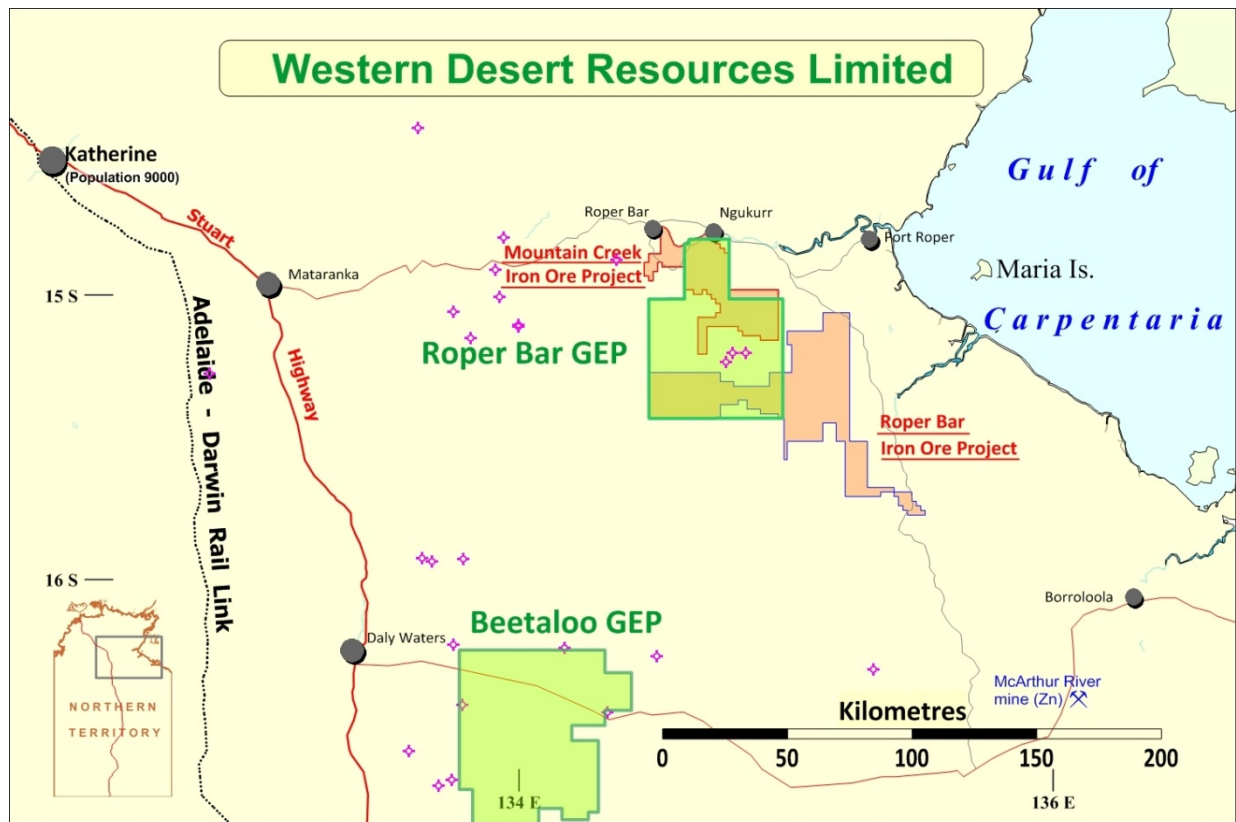 Western Desert Resources Limited
Katherine
(Population 9000)
Stuart
Highway
Mataranka
Roper Bar
Ngukurr
Port Roper
Gulf of
Carpentaria
Maria Is.
Mountain Creek
Iron Ore Project
15 S
Roper Bar GEP
Adelaide - Darwin Rail Link
Roper Bar
Iron Ore Project
16 S
Beetaloo GEP
Daly Waters
Borroloola
McArthur River
mine (Zn)
NORTHERN
TERRITORY
Kilometres
0 50 100 150 200
134 E
136 E